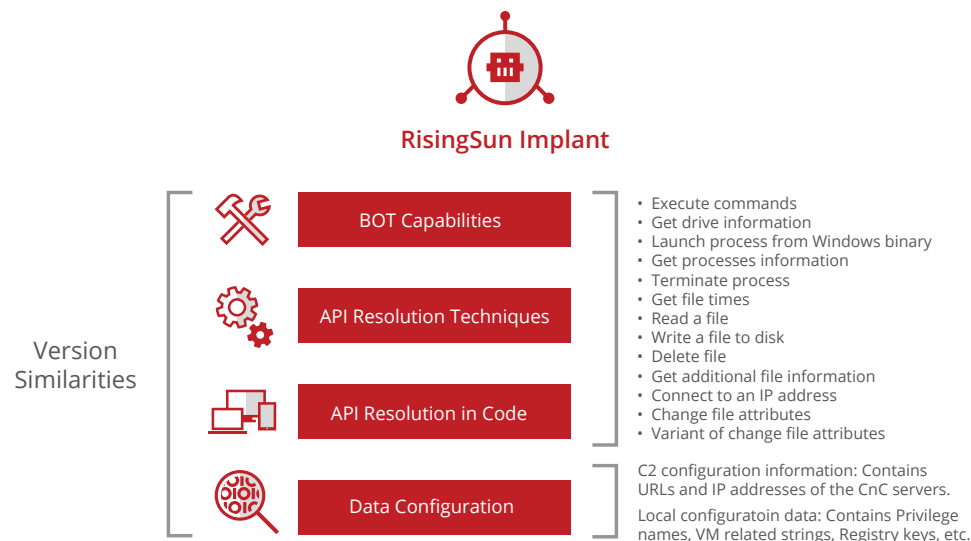 RisingSun Implant
Version
Similarities
BOT Capabilities
API Resolution Techniques
API Resolution in Code
Data Configuration
• Execute commands
• Get drive information
• Launch process from Windows binary
• Get processes information
• Terminate process
• Get file times
• Read a file
• Write a file to disk
• Delete file
• Get additional file information
• Connect to an IP address
• Change file attributes
• Variant of change file attributes
C2 configuration information: Contains
URLs and IP addresses of the CnC servers.
Local configuratoin data: Contains Privilege
names, VM related strings, Registry keys, etc.